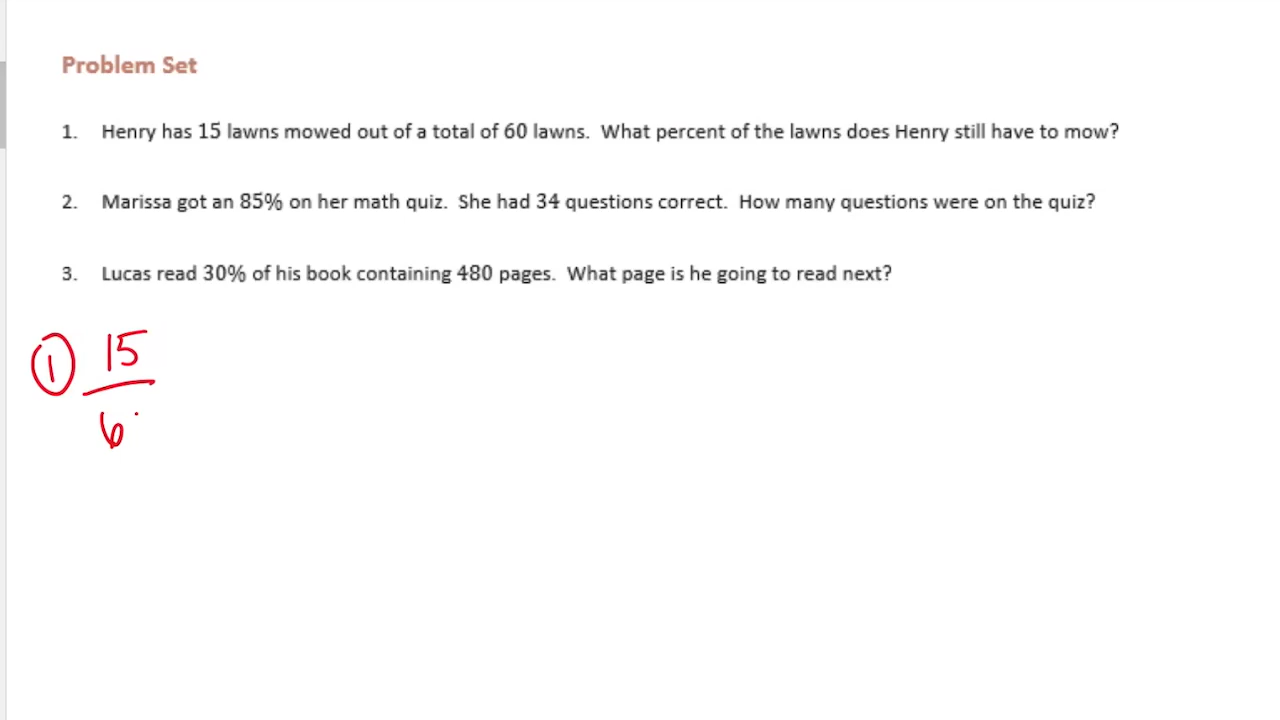 Problem Set
1. Henry has 15 lawns mowed out of a total of 60 lawns. What percent of the lawns does Henry still have to mow?
2. Marissa got an 85% on her math quiz. She had 34 questions correct. How many questions were on the quiz?
3. Lucas read 30% of his book containing 480 pages. What page is he going to read next?
1 15
6